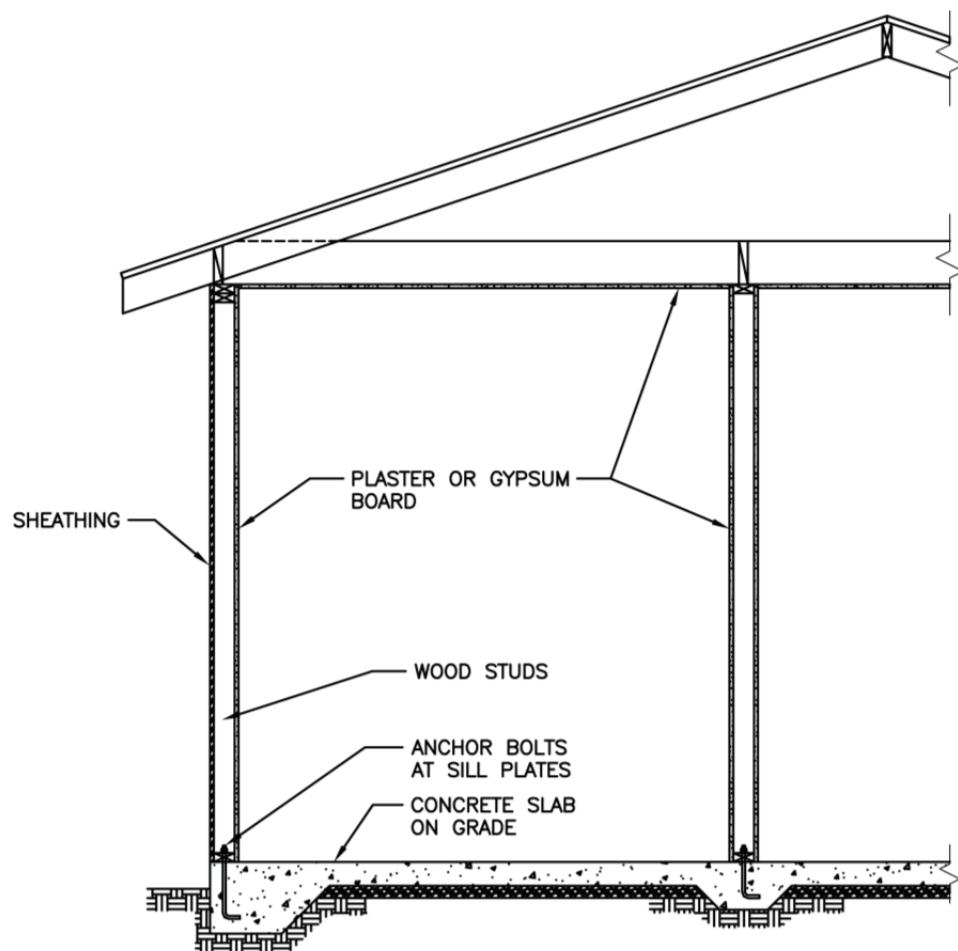 PLASTER OR GYPSUM
BOARD
SHEATHING
WOOD STUDS
ANCHOR BOLTS
AT SILL PLATES
CONCRETE SLAB
ON GRADE